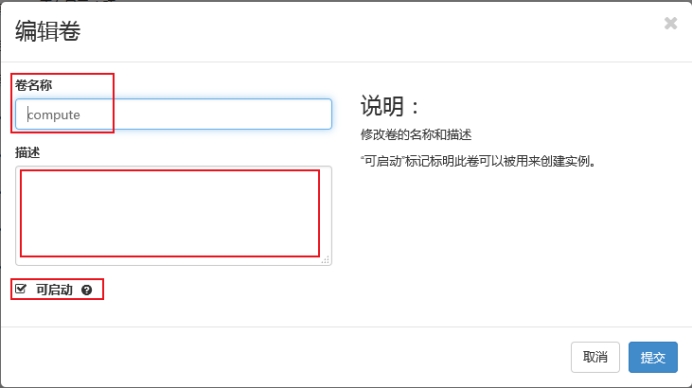 编辑卷
卷名称
compute
描述
可启动
说明：
修改卷的名称和描述
“可启动”标记标明此卷可以被用来创建实例。
取消
提交